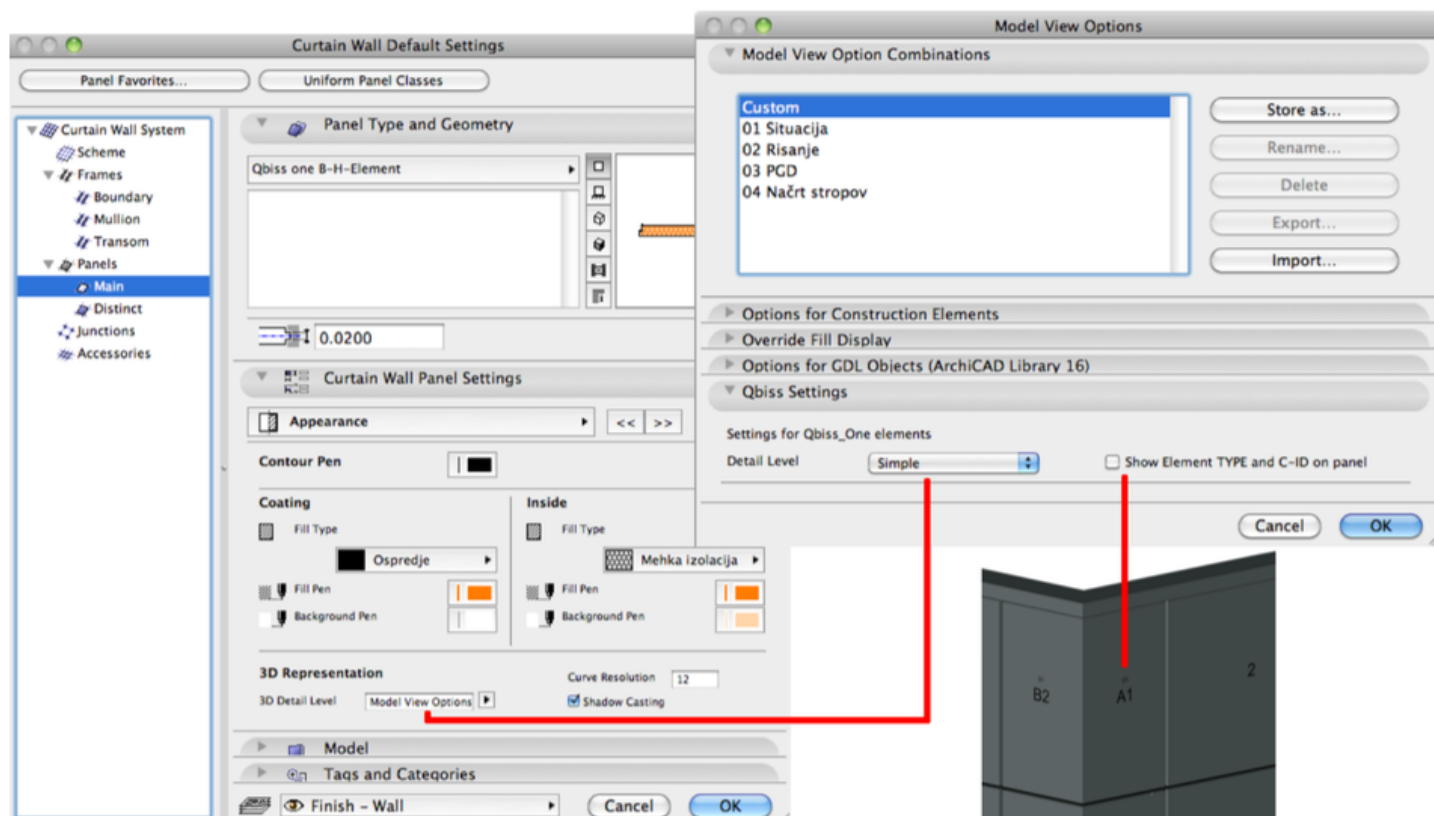 Curtain Wall Default Settings
Panel Favorites...
Uniform Panel Classes
Curtain Wall System
Scheme
Frames
Boundary
Mullion
Transom
Panels
Main
Distinct
Junctions
Accessories
Panel Type and Geometry
Qbiss one B-H-Element
0.0200
Curtain Wall Panel Settings
Appearance
<< >>
Contour Pen
Coating
Fill Type
Ospredje
Fill Pen
Background Pen
Inside
Fill Type
Mehka izolacija
Fill Pen
Background Pen
3D Representation
3D Detail Level
Model View Options
Curve Resolution
12
Shadow Casting
Model
Tags and Categories
Finish - Wall
Cancel
OK
Model View Options
Model View Option Combinations
Custom
01 Situacija
02 Risanje
03 PGD
04 Načrt stropov
Store as...
Rename...
Delete
Export...
Import...
Options for Construction Elements
Override Fill Display
Options for GDL Objects (ArchiCAD Library 16)
Qbiss Settings
Settings for Qbiss_One elements
Detail Level
Simple
Show Element TYPE and C-ID on panel
Cancel
OK
B2
A1
2